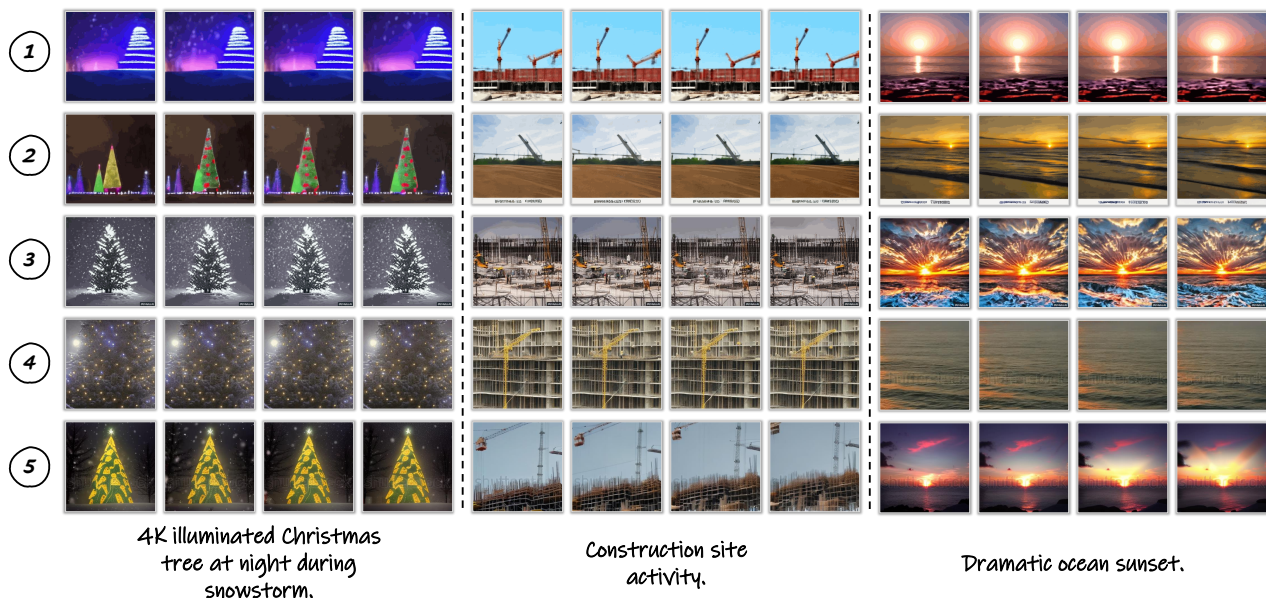 1
2
3
4
5
4K illuminated Christmas
tree at night during
snowstorm.
Construction site
activity.
Dramatic ocean sunset.